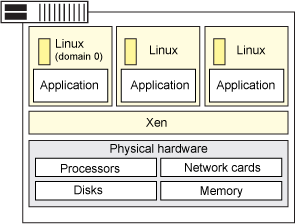 Linux
(domain 0)
Linux
Linux
Application
Application
Application
Xen
Physical hardware
Processors
Network cards
Disks
Memory